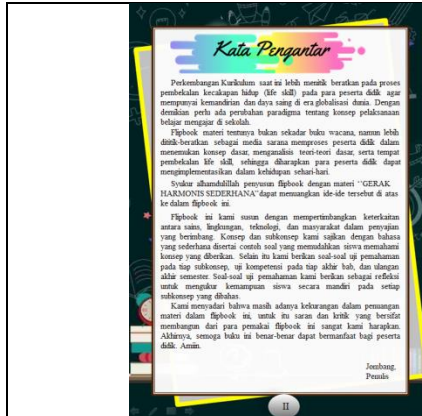 Kata Pengantar
Perkembangan Kurikulum saat ini lebih menitik beratkan pada proses
pembekalan kecakapan hidup (life skill) pada para peserta didik agar
mempunyai kemandirian dan daya saing di era globalisasi dunia. Dengan
demikian perlu ada perubahan paradigma tentang konsep pelaksanaan
belajar mengajar di sekolah.
Flipbook materi tentunya bukan sekadar buku wacana, namun lebih
dititik-beratkan sebagai media sarana memproses peserta didik dalam
menemukan konsep dasar, menganalisis teori-teori dasar, serta tempat
pembekalan life skill, sehingga diharapkan para peserta didik dapat
mengimplementasikan dalam kehidupan sehari-hari.
Syukur alhamdulillah penyusun flipbook dengan materi ''GERAK
HARMONIS SEDERHANA''dapat menuangkan ide-ide tersebut di atas
ke dalam flipbook ini.
Flipbook ini kami susun dengan mempertimbangkan keterkaitan
antara sains, lingkungan, teknologi, dan masyarakat dalam penyajian
yang berimbang. Konsep dan subkonsep kami sajikan dengan bahasa
yang sederhana disertai contoh soal yang memudahkan siswa memahami
konsep yang diberikan. Selain itu kami berikan soal-soal uji pemahaman
pada tiap subkonsep, uji kompetensi pada tiap akhir bab, dan ulangan
akhir semester. Soal-soal uji pemahaman kami berikan sebagai refleksi
untuk mengukur kemampuan siswa secara mandiri pada setiap
subkonsep yang dibahas.
Kami menyadari bahwa masih adanya kekurangan dalam penuangan
materi dalam flipbook ini, untuk itu saran dan kritik yang bersifat
membangun dari para pemakai flipbook ini sangat kami harapkan.
Akhirnya, semoga buku ini benar-benar dapat bermanfaat bagi peserta
didik. Amiin.
Jombang,
Penulis
II